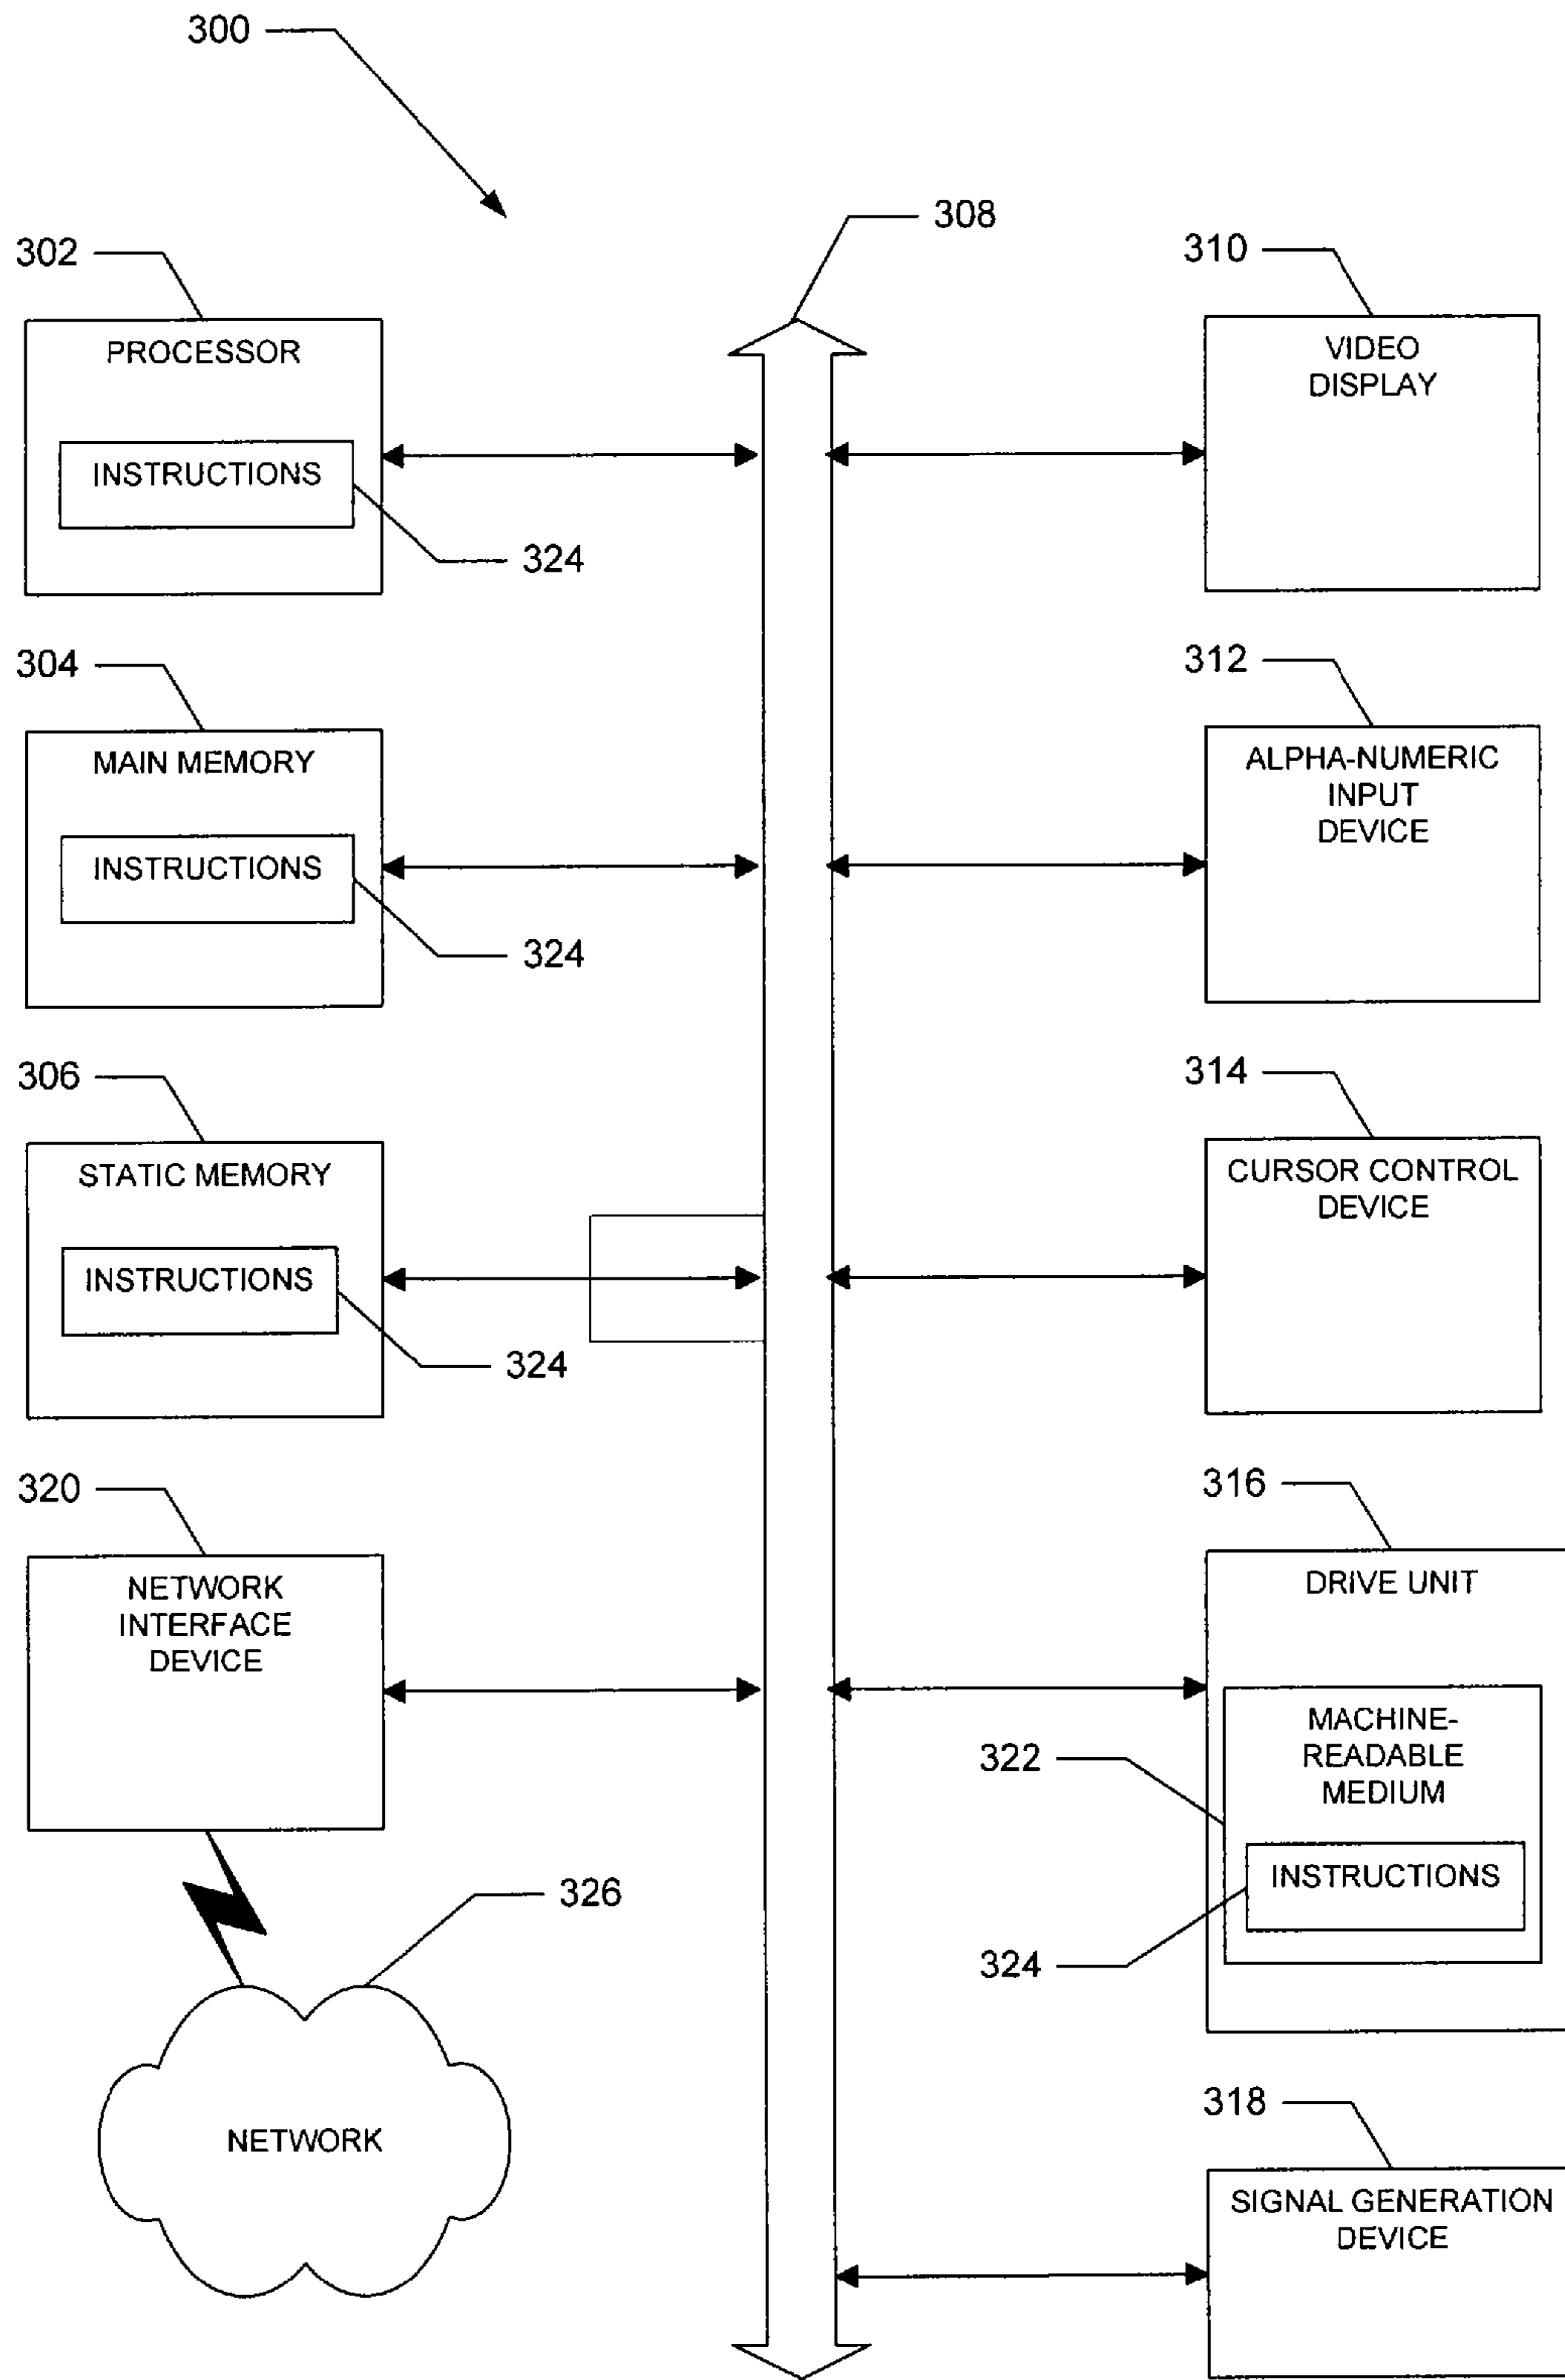 300
308
302
PROCESSOR
INSTRUCTIONS
324
310
VIDEO
DISPLAY
304
MAIN MEMORY
INSTRUCTIONS
324
312
ALPHA-NUMERIC
INPUT
DEVICE
306
STATIC MEMORY
INSTRUCTIONS
324
314
CURSOR CONTROL
DEVICE
320
NETWORK
INTERFACE
DEVICE
316
DRIVE UNIT
322
MACHINE-
READABLE
MEDIUM
INSTRUCTIONS
324
326
NETWORK
318
SIGNAL GENERATION
DEVICE